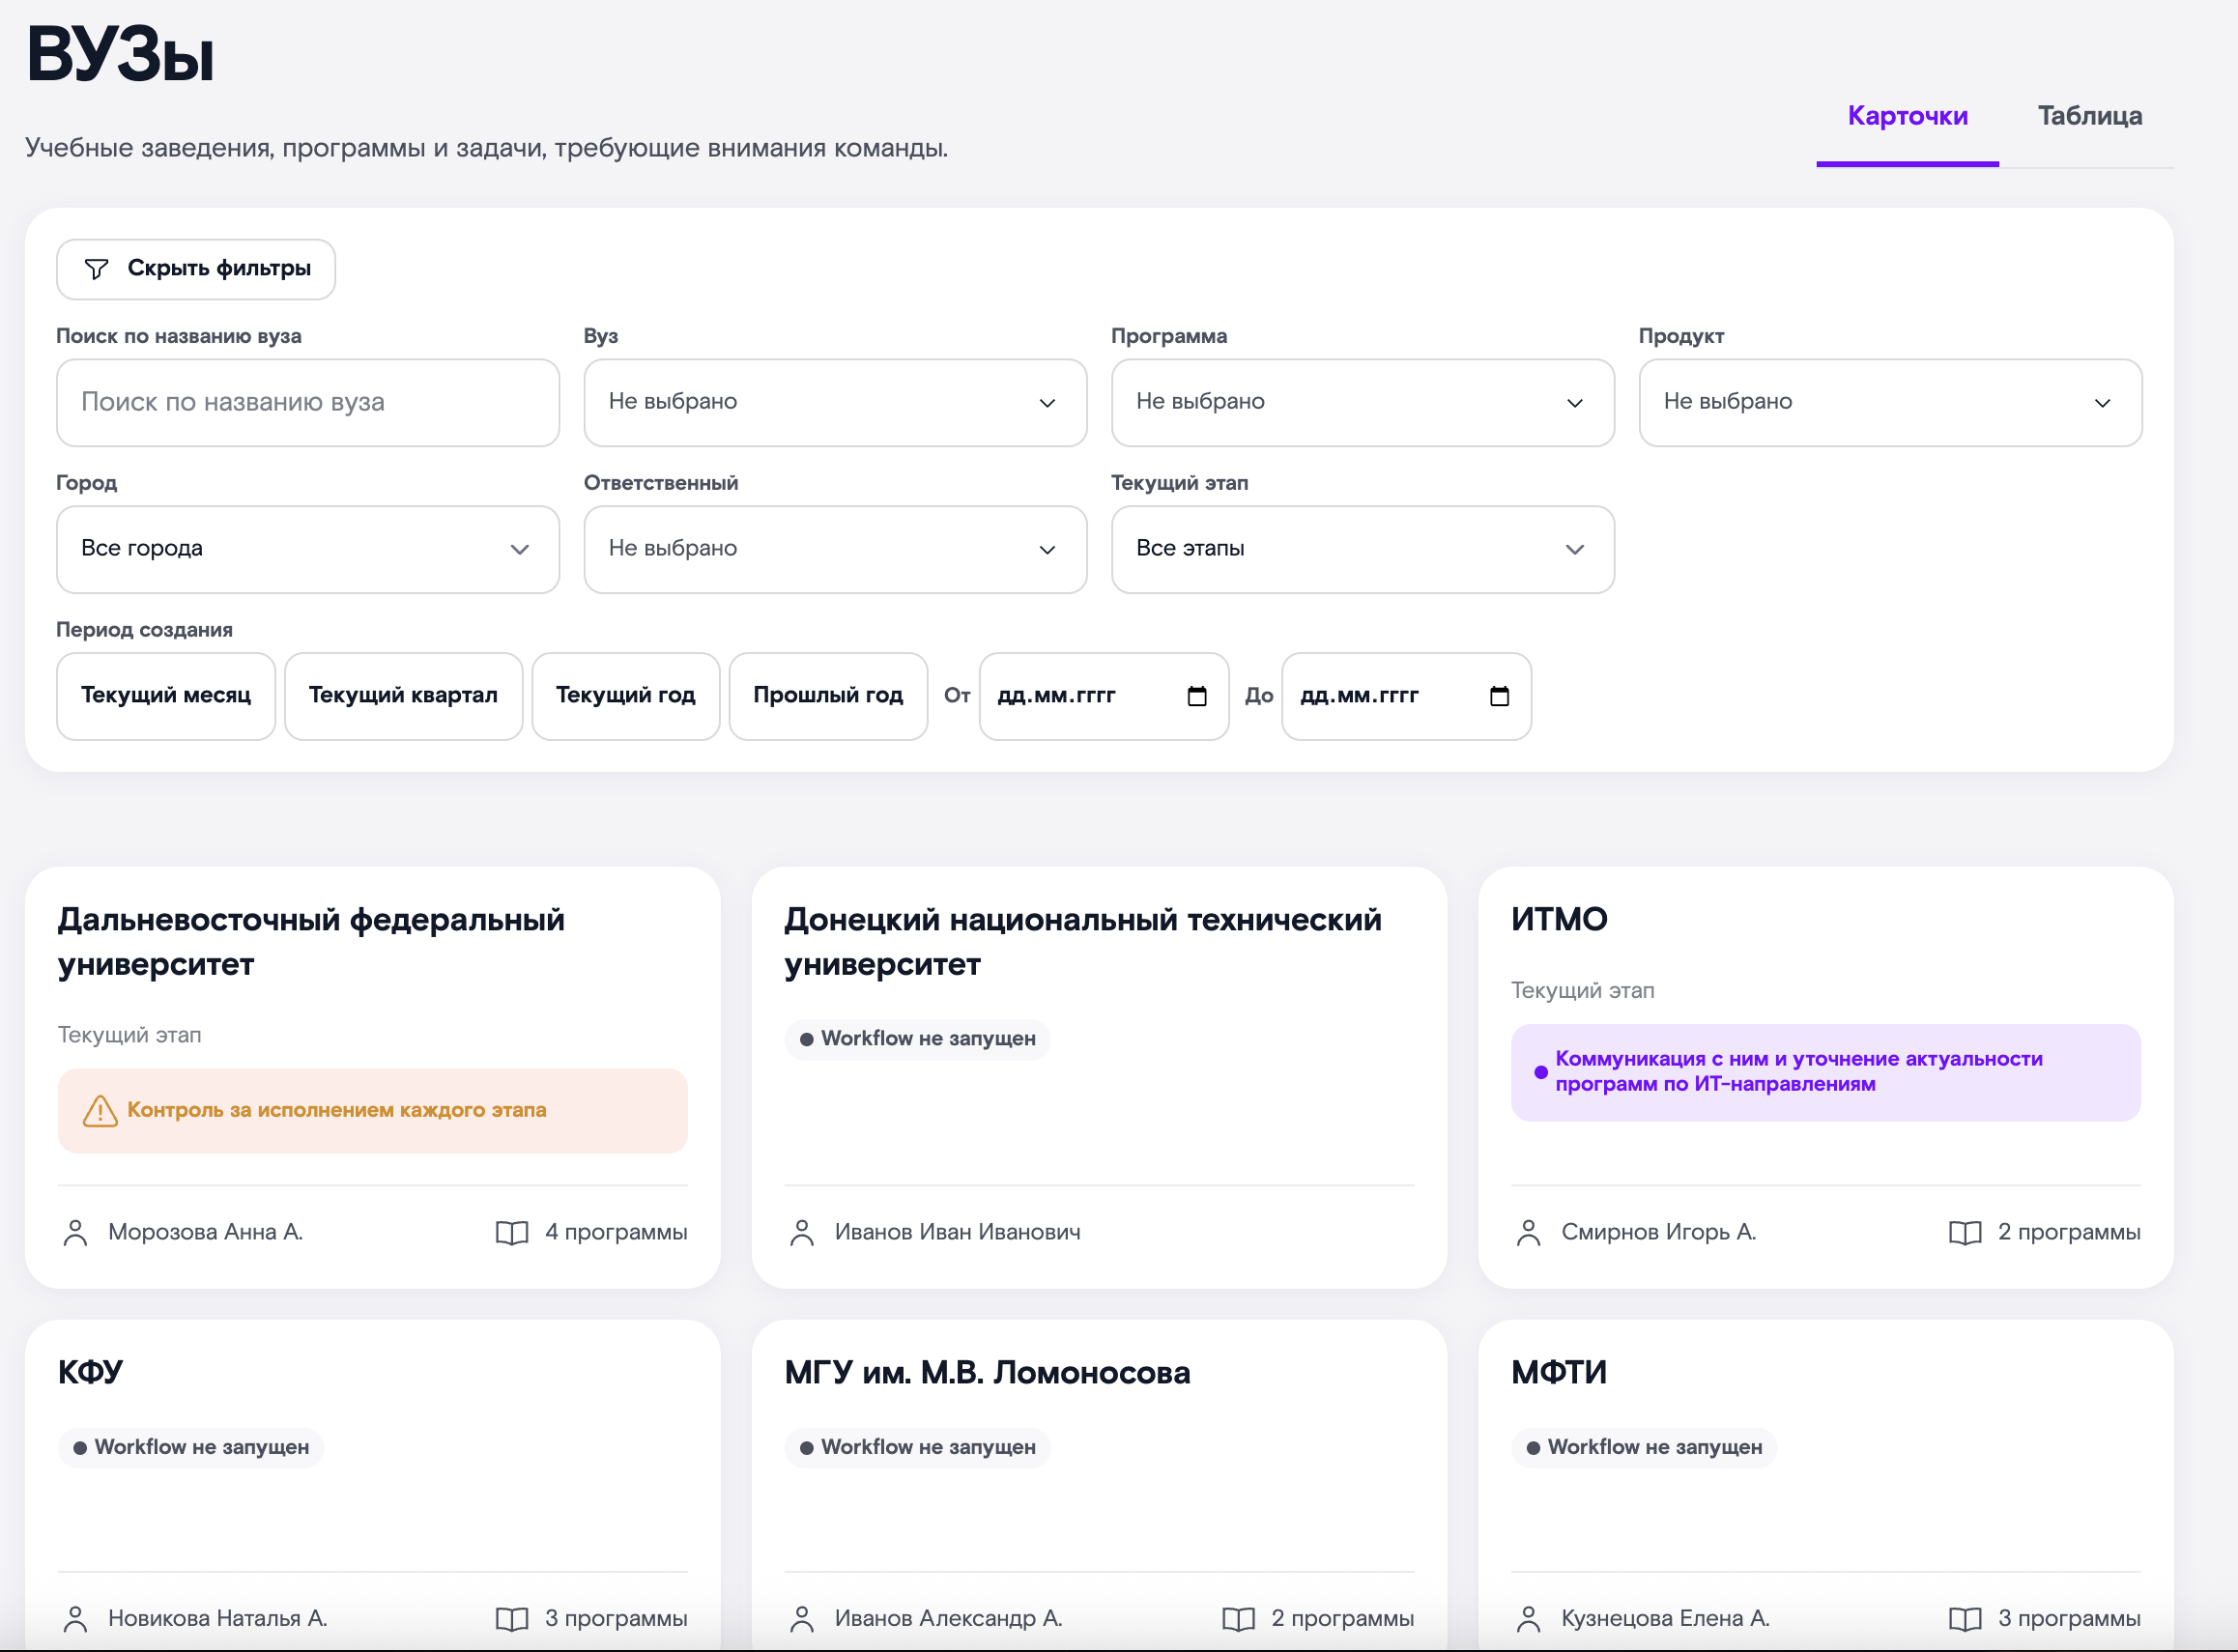 ВУЗы
Учебные заведения, программы и задачи, требующие внимания команды.
Карточки
Таблица
Скрыть фильтры
Поиск по названию вуза
Вуз
Программа
Продукт
Поиск по названию вуза
Не выбрано
Не выбрано
Не выбрано
Город
Ответственный
Текущий этап
Все города
Не выбрано
Все этапы
Период создания
Текущий месяц
Текущий квартал
Текущий год
Прошлый год
От
дд.мм.гггг
До
дд.мм.гггг
Дальневосточный федеральный
университет
Текущий этап
Контроль за исполнением каждого этапа
Морозова Анна А.
4 программы
Донецкий национальный технический
университет
Workflow не запущен
Иванов Иван Иванович
ИТМО
Текущий этап
Коммуникация с ним и уточнение актуальности
программ по ИТ-направлениям
Смирнов Игорь А.
2 программы
КФУ
Workflow не запущен
Новикова Наталья А.
3 программы
МГУ им. М.В. Ломоносова
Workflow не запущен
Иванов Александр А.
2 программы
МФТИ
Workflow не запущен
Кузнецова Елена А.
3 программы